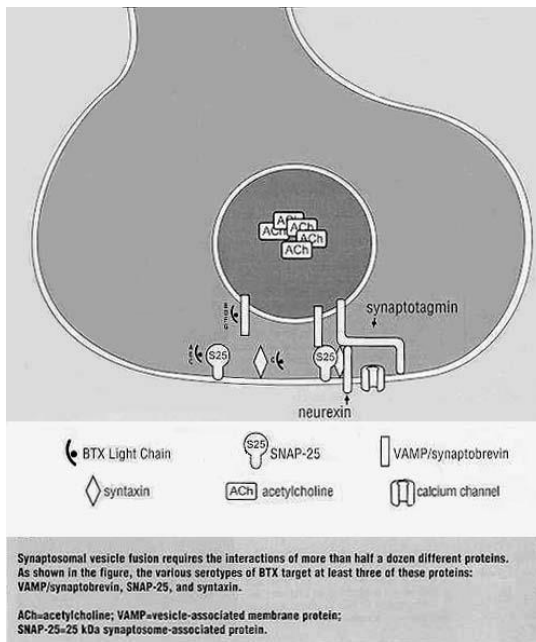 ACh
ACh
ACh
ACh
ACh
B
D
F
G
synaptotagmin
A
E
C
S25
C
S25
neurexin
BTX Light Chain
S25
SNAP-25
VAMP/synaptobrevin
syntaxin
ACh
acetylcholine
calcium channel
Synaptosomal vesicle fusion requires the interactions of more than half a dozen different proteins.
As shown in the figure, the various serotypes of BTX target at least three of these proteins:
VAMP/synaptobrevin, SNAP-25, and syntaxin.
ACh=acetylcholine; VAMP=vesicle-associated membrane protein;
SNAP-25=25 kDa synaptosome-associated protein.